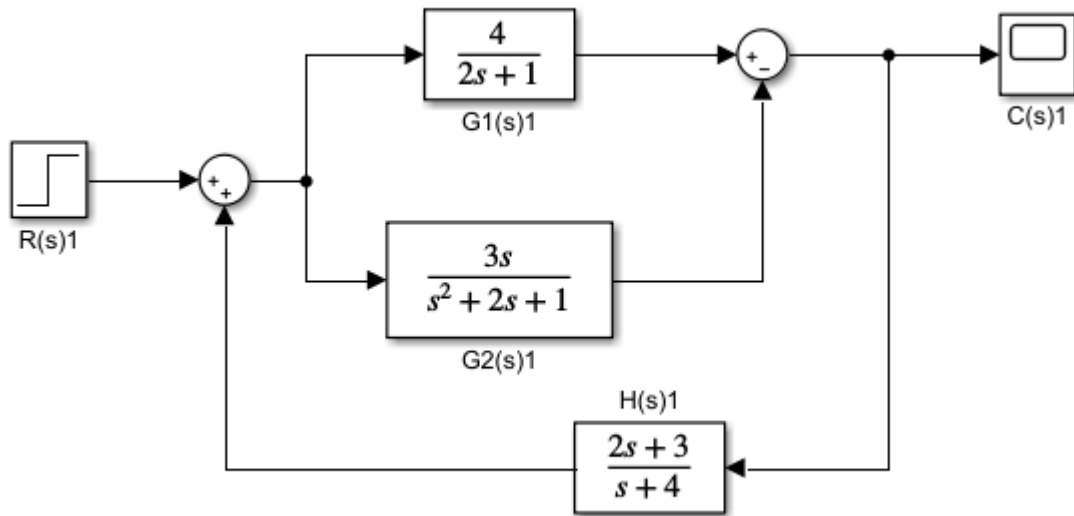 4
2s + 1
G1(s)1
+
−
C(s)1
+
+
R(s)1
3s
s² + 2s + 1
G2(s)1
H(s)1
2s + 3
s + 4